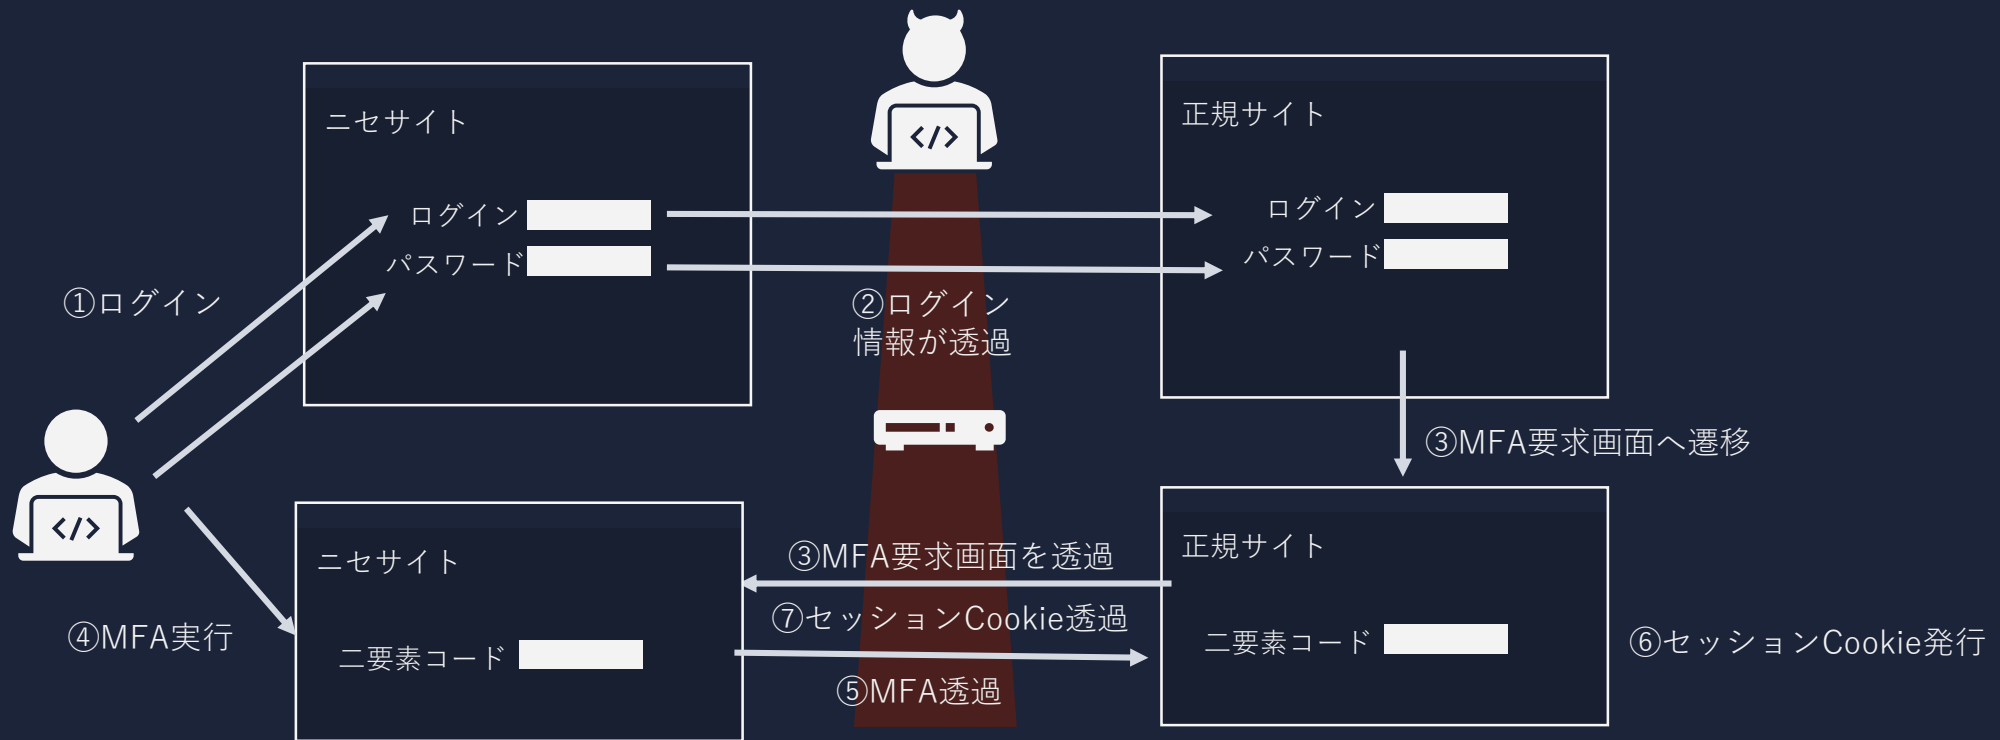 ニセサイト
ログイン
パスワード
①ログイン
②ログイン
情報が透過
正規サイト
ログイン
パスワード
③MFA要求画面へ遷移
ニセサイト
二要素コード
④MFA実行
③MFA要求画面を透過
⑦セッションCookie透過
⑤MFA透過
正規サイト
二要素コード
⑥セッションCookie発行